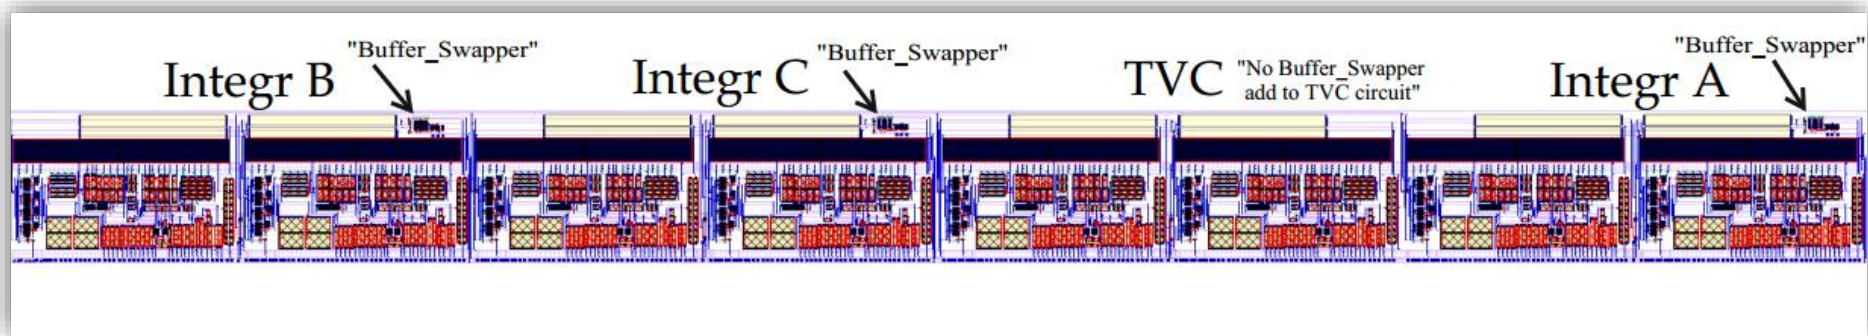 Integr B
"Buffer_Swapper"
Integr C
"Buffer_Swapper"
TVC
"No Buffer_Swapper
add to TVC circuit"
Integr A
"Buffer_Swapper"